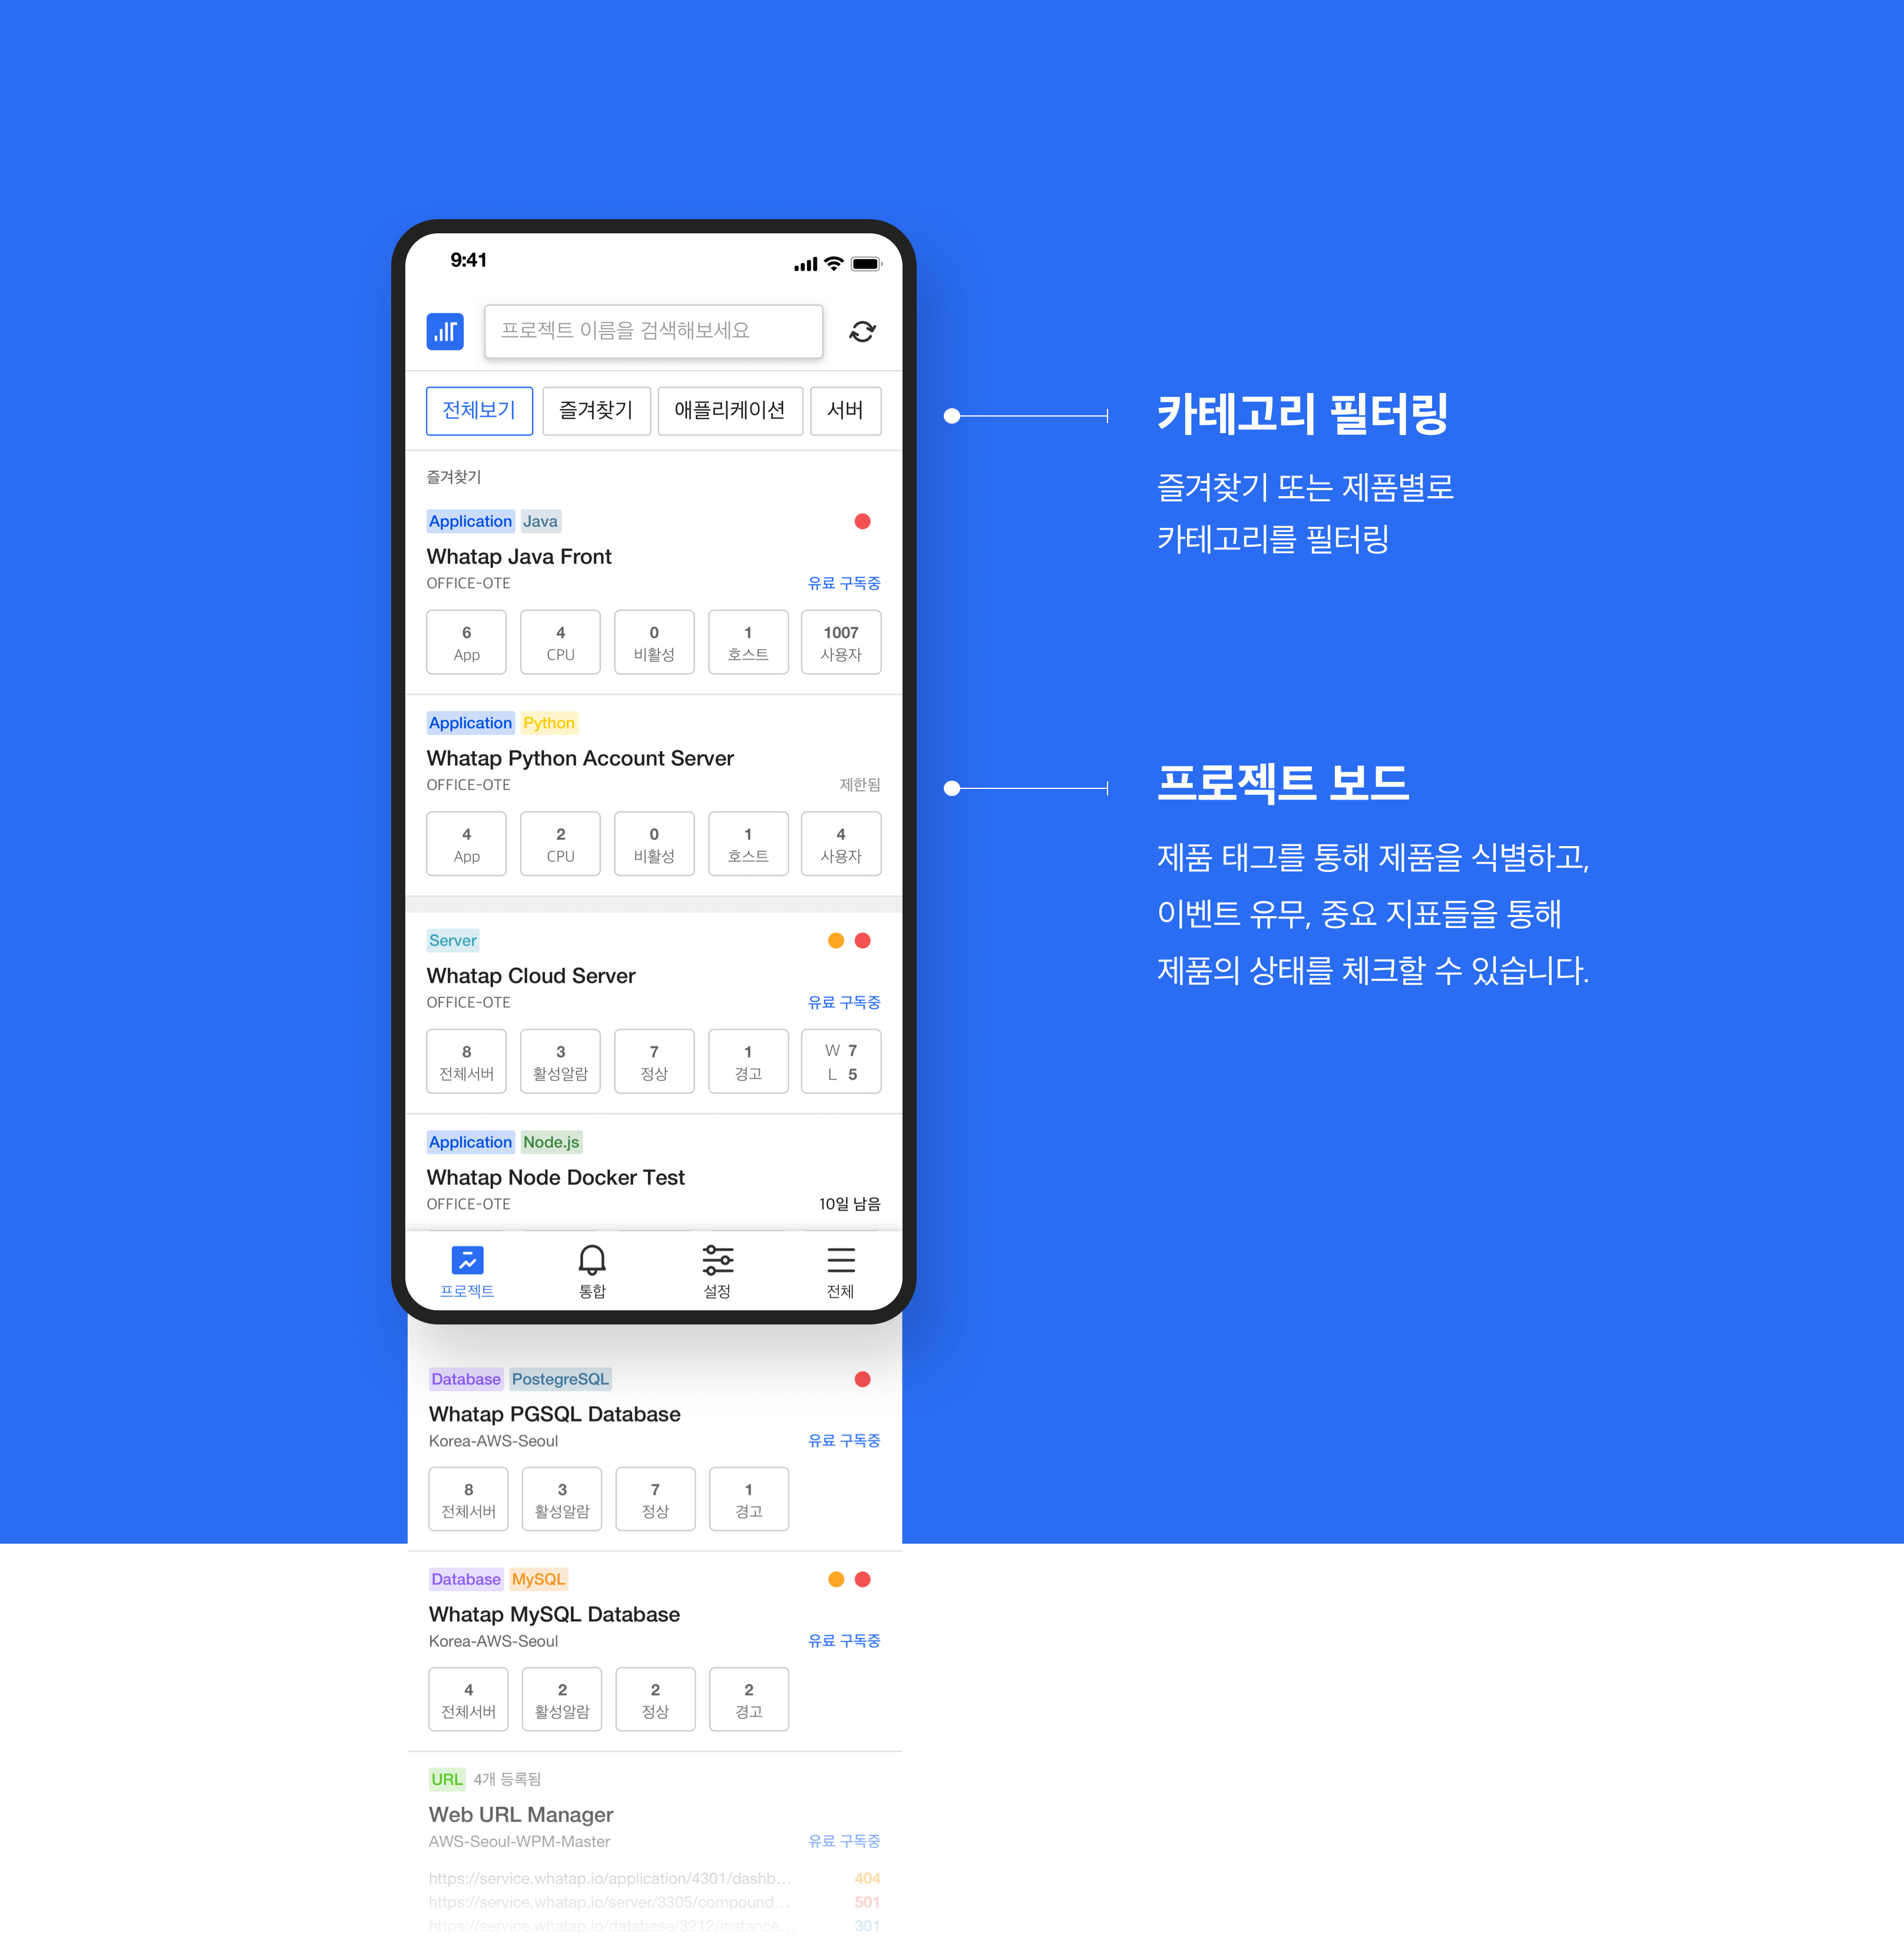 9:41
프로젝트 이름을 검색해보세요
전체보기 즐겨찾기 애플리케이션 서버
즐겨찾기
Application Java
Whatap Java Front
OFFICE-OTE 유료 구독중
6 4 0 1 1007
App CPU 비활성 호스트 사용자
Application Python
Whatap Python Account Server
OFFICE-OTE 제한됨
4 2 0 1 4
App CPU 비활성 호스트 사용자
Server
Whatap Cloud Server
OFFICE-OTE 유료 구독중
8 3 7 1 W 7
전체서버 활성알람 정상 경고 L 5
Application Node.js
Whatap Node Docker Test
OFFICE-OTE 10일 남음
프로젝트 통합 설정 전체
Database PostegreSQL
Whatap PGSQL Database
Korea-AWS-Seoul 유료 구독중
8 3 7 1
전체서버 활성알람 정상 경고
Database MySQL
Whatap MySQL Database
Korea-AWS-Seoul 유료 구독중
4 2 2 2
전체서버 활성알람 정상 경고
URL 4개 등록됨
Web URL Manager
AWS-Seoul-WPM-Master 유료 구독중
https://service.whatap.io/application/4301/dashb... 404
https://service.whatap.io/server/3305/compound... 501
https://service.whatap.io/database/3212/instance... 301
카테고리 필터링
즐겨찾기 또는 제품별로
카테고리를 필터링
프로젝트 보드
제품 태그를 통해 제품을 식별하고,
이벤트 유무, 중요 지표들을 통해
제품의 상태를 체크할 수 있습니다.